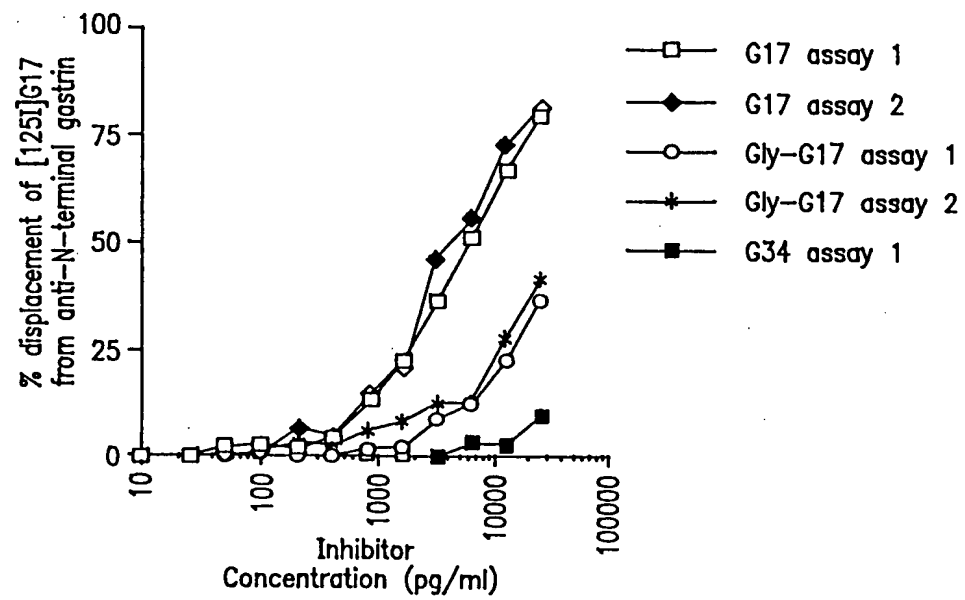 100
75
50
25
0
% displacement of [125I]G17
from anti-N-terminal gastrin
10
100
1000
10000
100000
Inhibitor
Concentration (pg/ml)
G17 assay 1
G17 assay 2
Gly-G17 assay 1
Gly-G17 assay 2
G34 assay 1